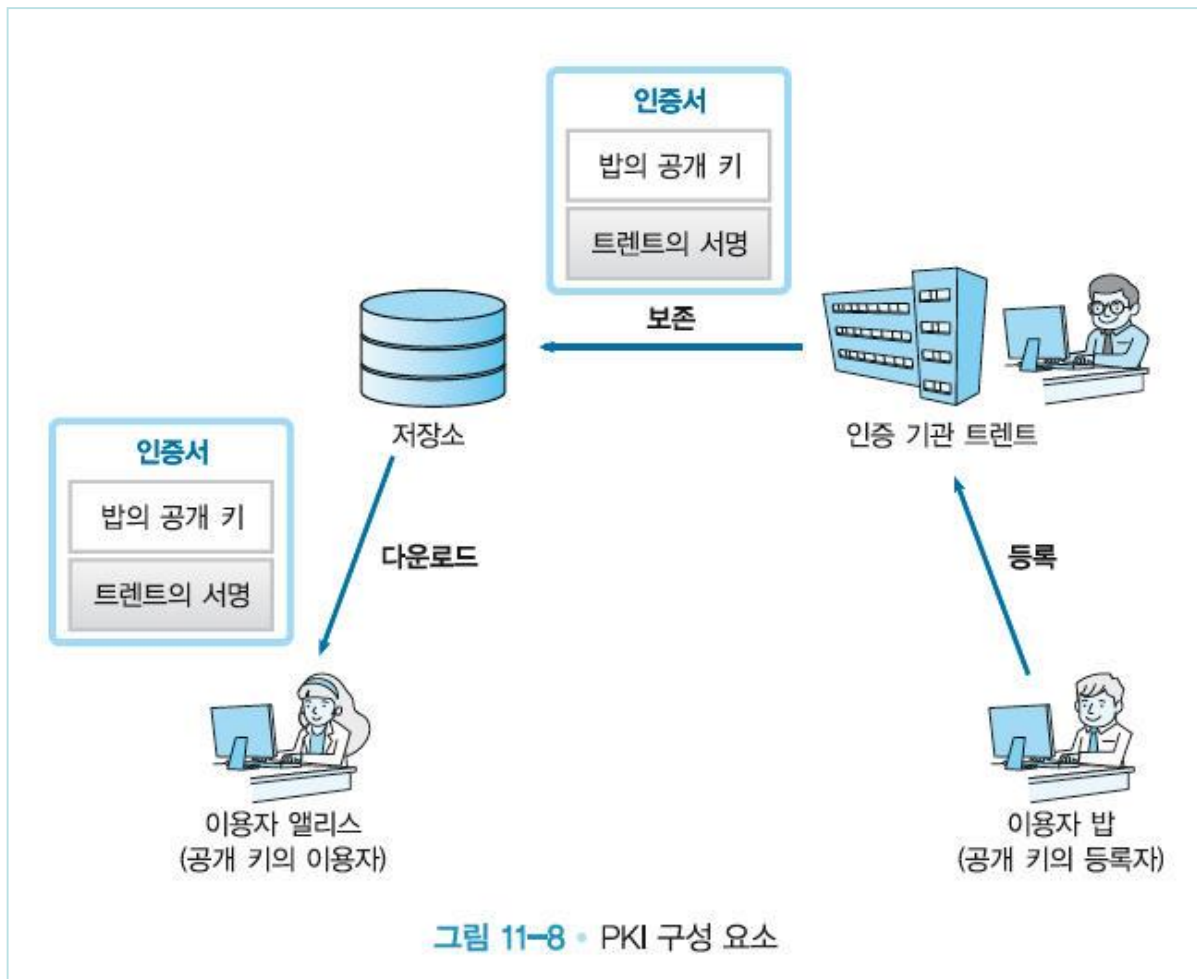 인증서
밥의 공개 키
트렌트의 서명
보존
저장소
인증 기관 트렌트
인증서
밥의 공개 키
트렌트의 서명
다운로드
등록
이용자 앨리스
(공개 키의 이용자)
이용자 밥
(공개 키의 등록자)
그림 11-8 • PKI 구성 요소